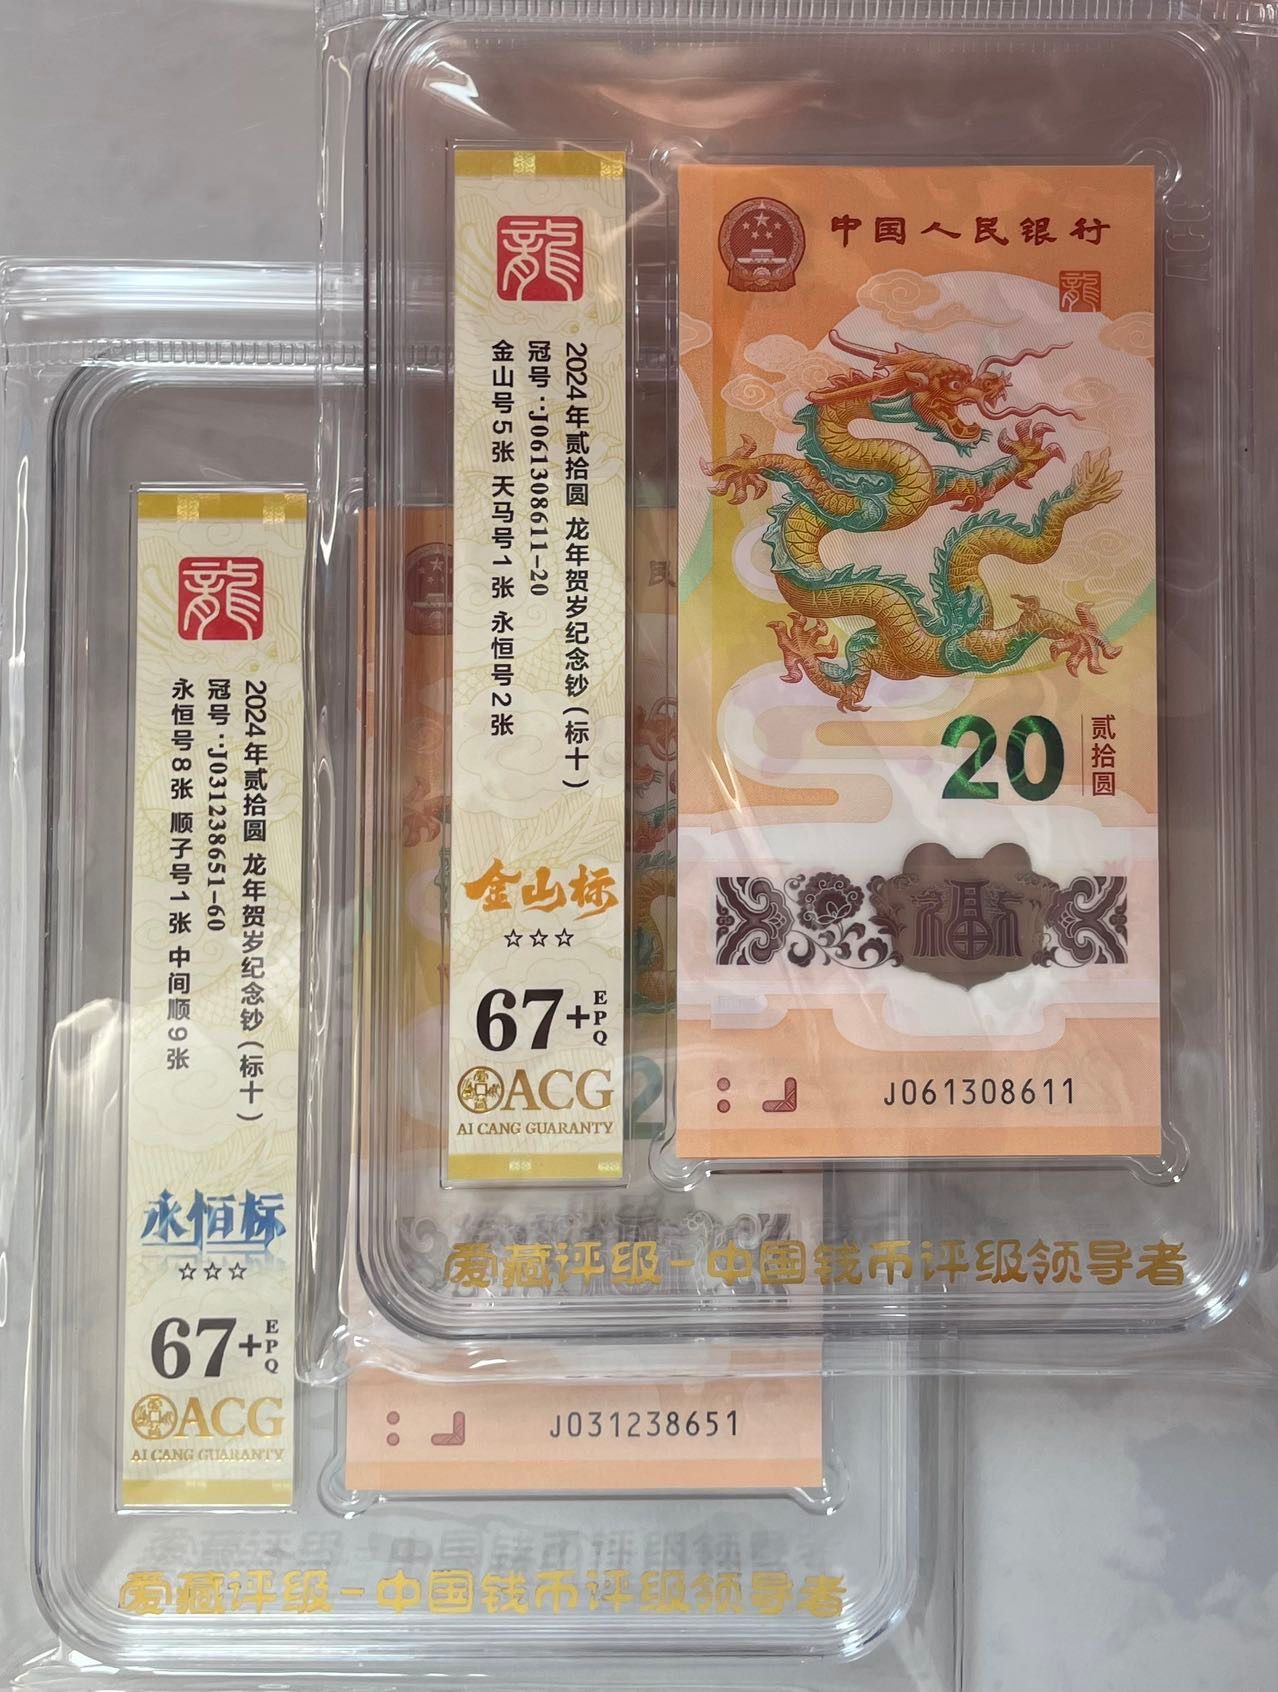 龍
2024年贰拾圆 龙年贺岁纪念钞(标十)
冠号:J061308611-20
金山号5张 天马号1张 永恒号2张
金山标
☆☆☆
67+
EPQ
ACG
AI CANG GUARANTY
中国人民银行
龍
20
贰拾圆
福
J061308611
爱藏评级-中国钱币评级领导者
龍
2024年贰拾圆 龙年贺岁纪念钞(标十)
冠号:J031238651-60
永恒号8张 顺子号1张 中间顺9张
永恒标
☆☆☆
67+
EPQ
ACG
AI CANG GUARANTY
民
2
J031238651
爱藏评级-中国钱币评级领导者